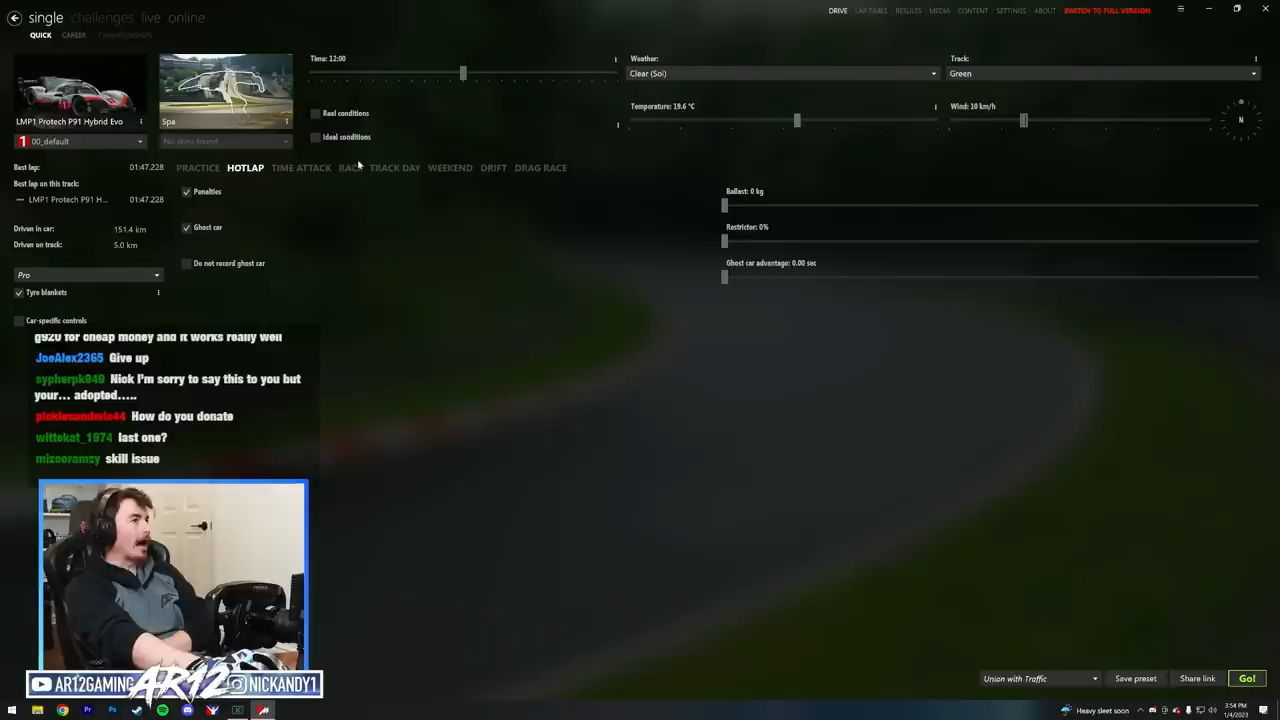 single challenges live online
DRIVE LAP TIMES RESULTS MEDIA CONTENT SETTINGS ABOUT SWITCH TO FULL VERSION
QUICK CAREER CHAMPIONSHIPS
Time: 12:00
Weather:
Track:
Clear (Sol)
Green
Real conditions
Temperature: 19.6 °C
Wind: 10 km/h
N
LMP1 Protech P91 Hybrid Evo
Spa
Ideal conditions
1 00_default
No skins found
PRACTICE HOTLAP TIME ATTACK RACE TRACK DAY WEEKEND DRIFT DRAG RACE
Best lap: 01:47.228
Best lap on this track:
LMP1 Protech P91 H... 01:47.228
Driven in car: 151.4 km
Driven on track: 5.0 km
Penalties
Ghost car
Do not record ghost car
Ballast: 0 kg
Restrictor: 0%
Ghost car advantage: 0.00 sec
Pro
Tyre blankets
Car-specific controls
g920 for cheap money and it works really well
JoeAlex2365 Give up
sypherpk949 Nick I'm sorry to say this to you but
your... adopted.....
picklesandvic44 How do you donate
wittekat_1974 last one?
mizooramzy skill issue
AR12GAMING AR12 NICKANDY1
Union with Traffic Save preset Share link Go!
Heavy sleet soon
3:54 PM
1/4/2023